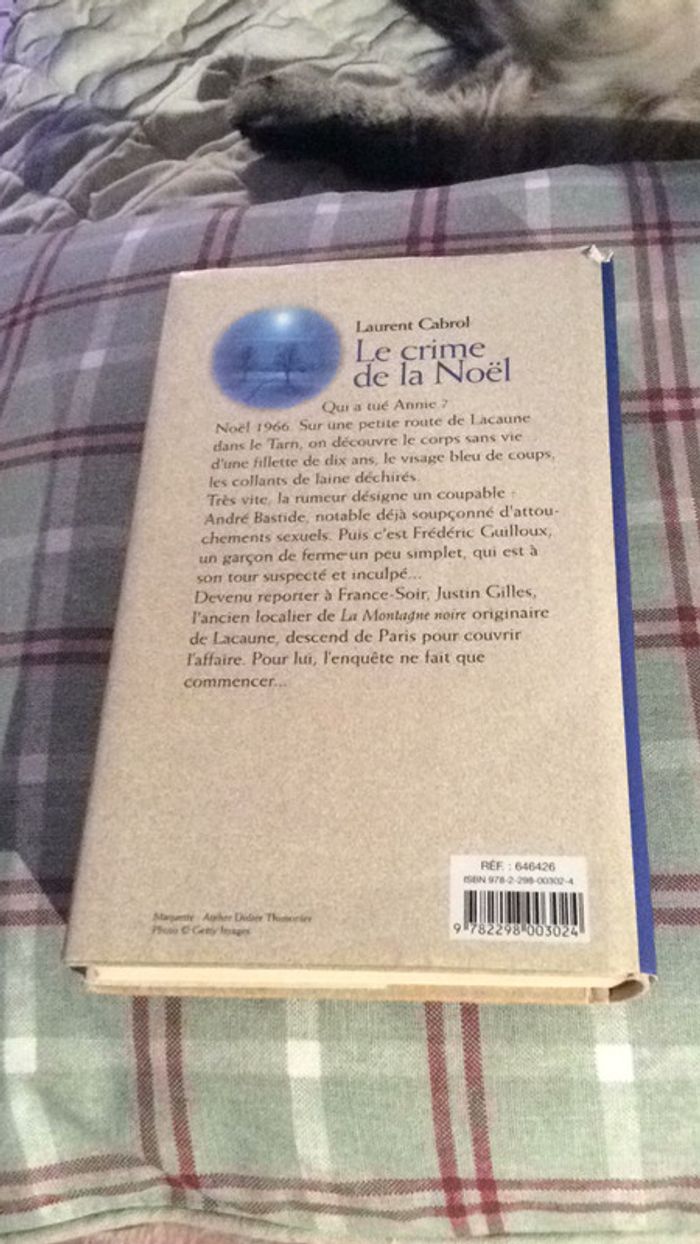 Laurent Cabrol
Le crime
de la Noël
Qui a tué Annie ?
Noël 1966. Sur une petite route de Lacaune
dans le Tarn, on découvre le corps sans vie
d'une fillette de dix ans, le visage bleu de coups,
les collants de laine déchirés.
Très vite, la rumeur désigne un coupable :
André Bastide, notable déjà soupçonné d'attou-
chements sexuels. Puis c'est Frédéric Guilloux,
un garçon de ferme un peu simplet, qui est à
son tour suspecté et inculpé...
Devenu reporter à France-Soir, Justin Gilles,
l'ancien localier de La Montagne noire originaire
de Lacaune, descend de Paris pour couvrir
l'affaire. Pour lui, l'enquête ne fait que
commencer...
RÉF. : 646426
ISBN 978-2-298-00302-4
9 782298 003024
Maquette : Atelier Didier Thimonier
Photo © Getty Images